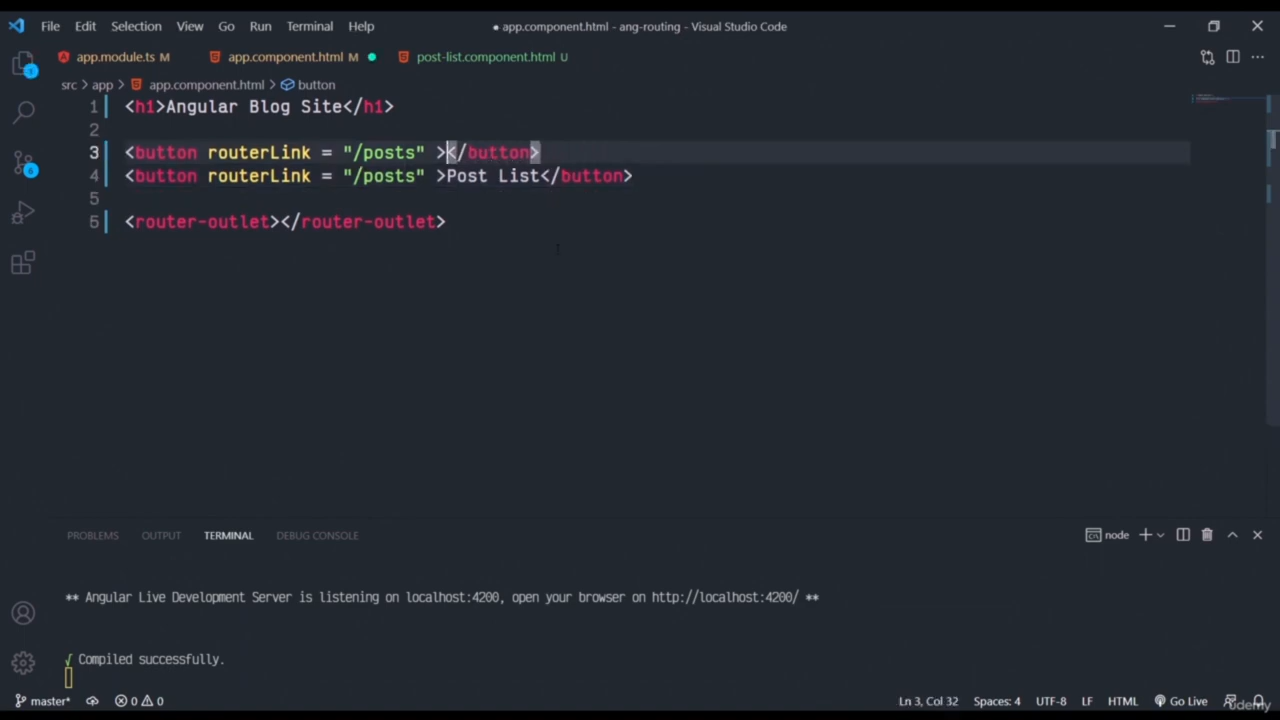 File Edit Selection View Go Run Terminal Help
● app.component.html - ang-routing - Visual Studio Code
app.module.ts M app.component.html M post-list.component.html U
src > app > app.component.html > button
1 <h1>Angular Blog Site</h1>
2
3 <button routerLink = "/posts" ></button>
4 <button routerLink = "/posts" >Post List</button>
5
6 <router-outlet></router-outlet>
PROBLEMS OUTPUT TERMINAL DEBUG CONSOLE node
** Angular Live Development Server is listening on localhost:4200, open your browser on http://localhost:4200/ **
√ Compiled successfully.
master* 0 0 Ln 3, Col 32 Spaces: 4 UTF-8 LF HTML Go Live
Udemy